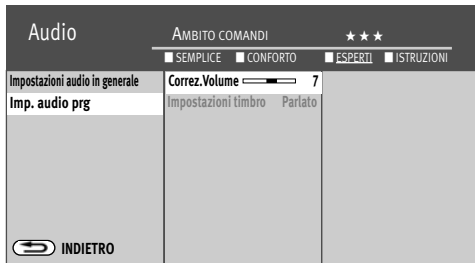 Audio
AMBITO COMANDI ★★★
SEMPLICE CONFORTO ESPERTI ISTRUZIONI
Impostazioni audio in generale
Imp. audio prg
Correz.Volume 7
Impostazioni timbro Parlato
INDIETRO